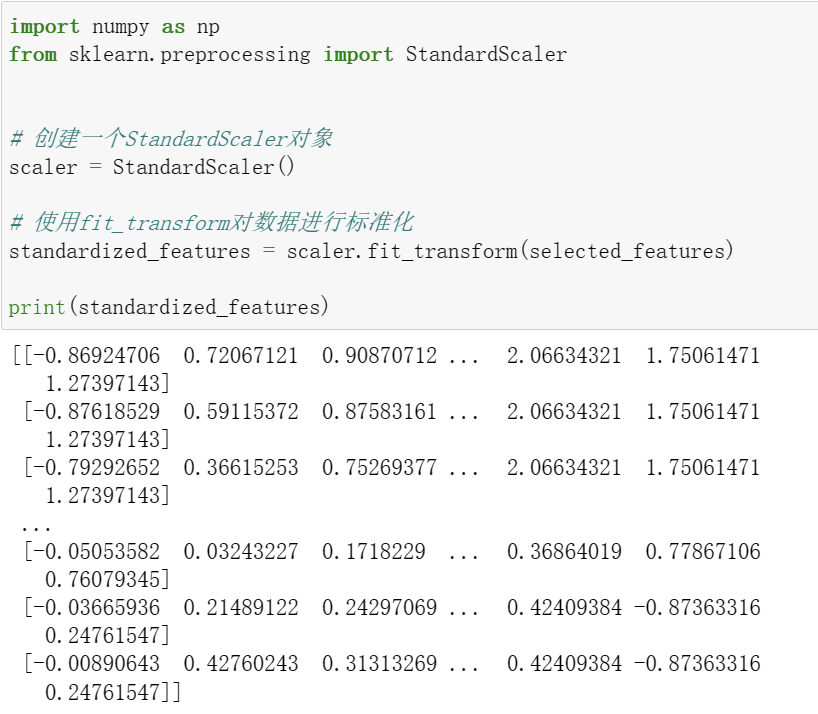 import numpy as np
from sklearn.preprocessing import StandardScaler
# 创建一个StandardScaler对象
scaler = StandardScaler()
# 使用fit_transform对数据进行标准化
standardized_features = scaler.fit_transform(selected_features)
print(standardized_features)
[[-0.86924706  0.72067121  0.90870712 ...  2.06634321  1.75061471
   1.27397143]
 [-0.87618529  0.59115372  0.87583161 ...  2.06634321  1.75061471
   1.27397143]
 [-0.79292652  0.36615253  0.75269377 ...  2.06634321  1.75061471
   1.27397143]
 ...
 [-0.05053582  0.03243227  0.1718229  ...  0.36864019  0.77867106
   0.76079345]
 [-0.03665936  0.21489122  0.24297069 ...  0.42409384 -0.87363316
   0.24761547]
 [-0.00890643  0.42760243  0.31313269 ...  0.42409384 -0.87363316
   0.24761547]]